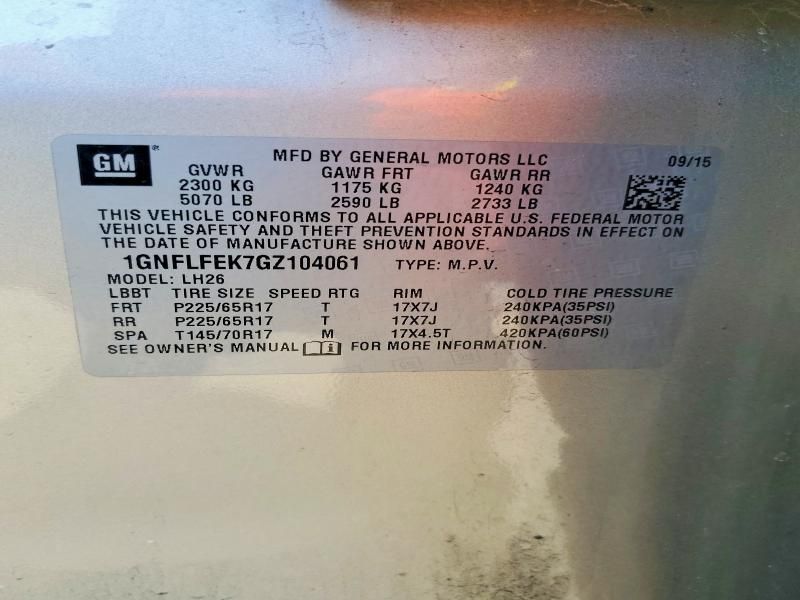 GM®
MFD BY GENERAL MOTORS LLC 09/15
GVWR GAWR FRT GAWR RR
2300 KG 1175 KG 1240 KG
5070 LB 2590 LB 2733 LB
THIS VEHICLE CONFORMS TO ALL APPLICABLE U.S. FEDERAL MOTOR
VEHICLE SAFETY AND THEFT PREVENTION STANDARDS IN EFFECT ON
THE DATE OF MANUFACTURE SHOWN ABOVE.
1GNFLFEK7GZ104061 TYPE: M.P.V.
MODEL: LH26
LBBT TIRE SIZE SPEED RTG RIM COLD TIRE PRESSURE
FRT P225/65R17 T 17X7J 240KPA(35PSI)
RR P225/65R17 T 17X7J 240KPA(35PSI)
SPA T145/70R17 M 17X4.5T 420KPA(60PSI)
SEE OWNER'S MANUAL FOR MORE INFORMATION.